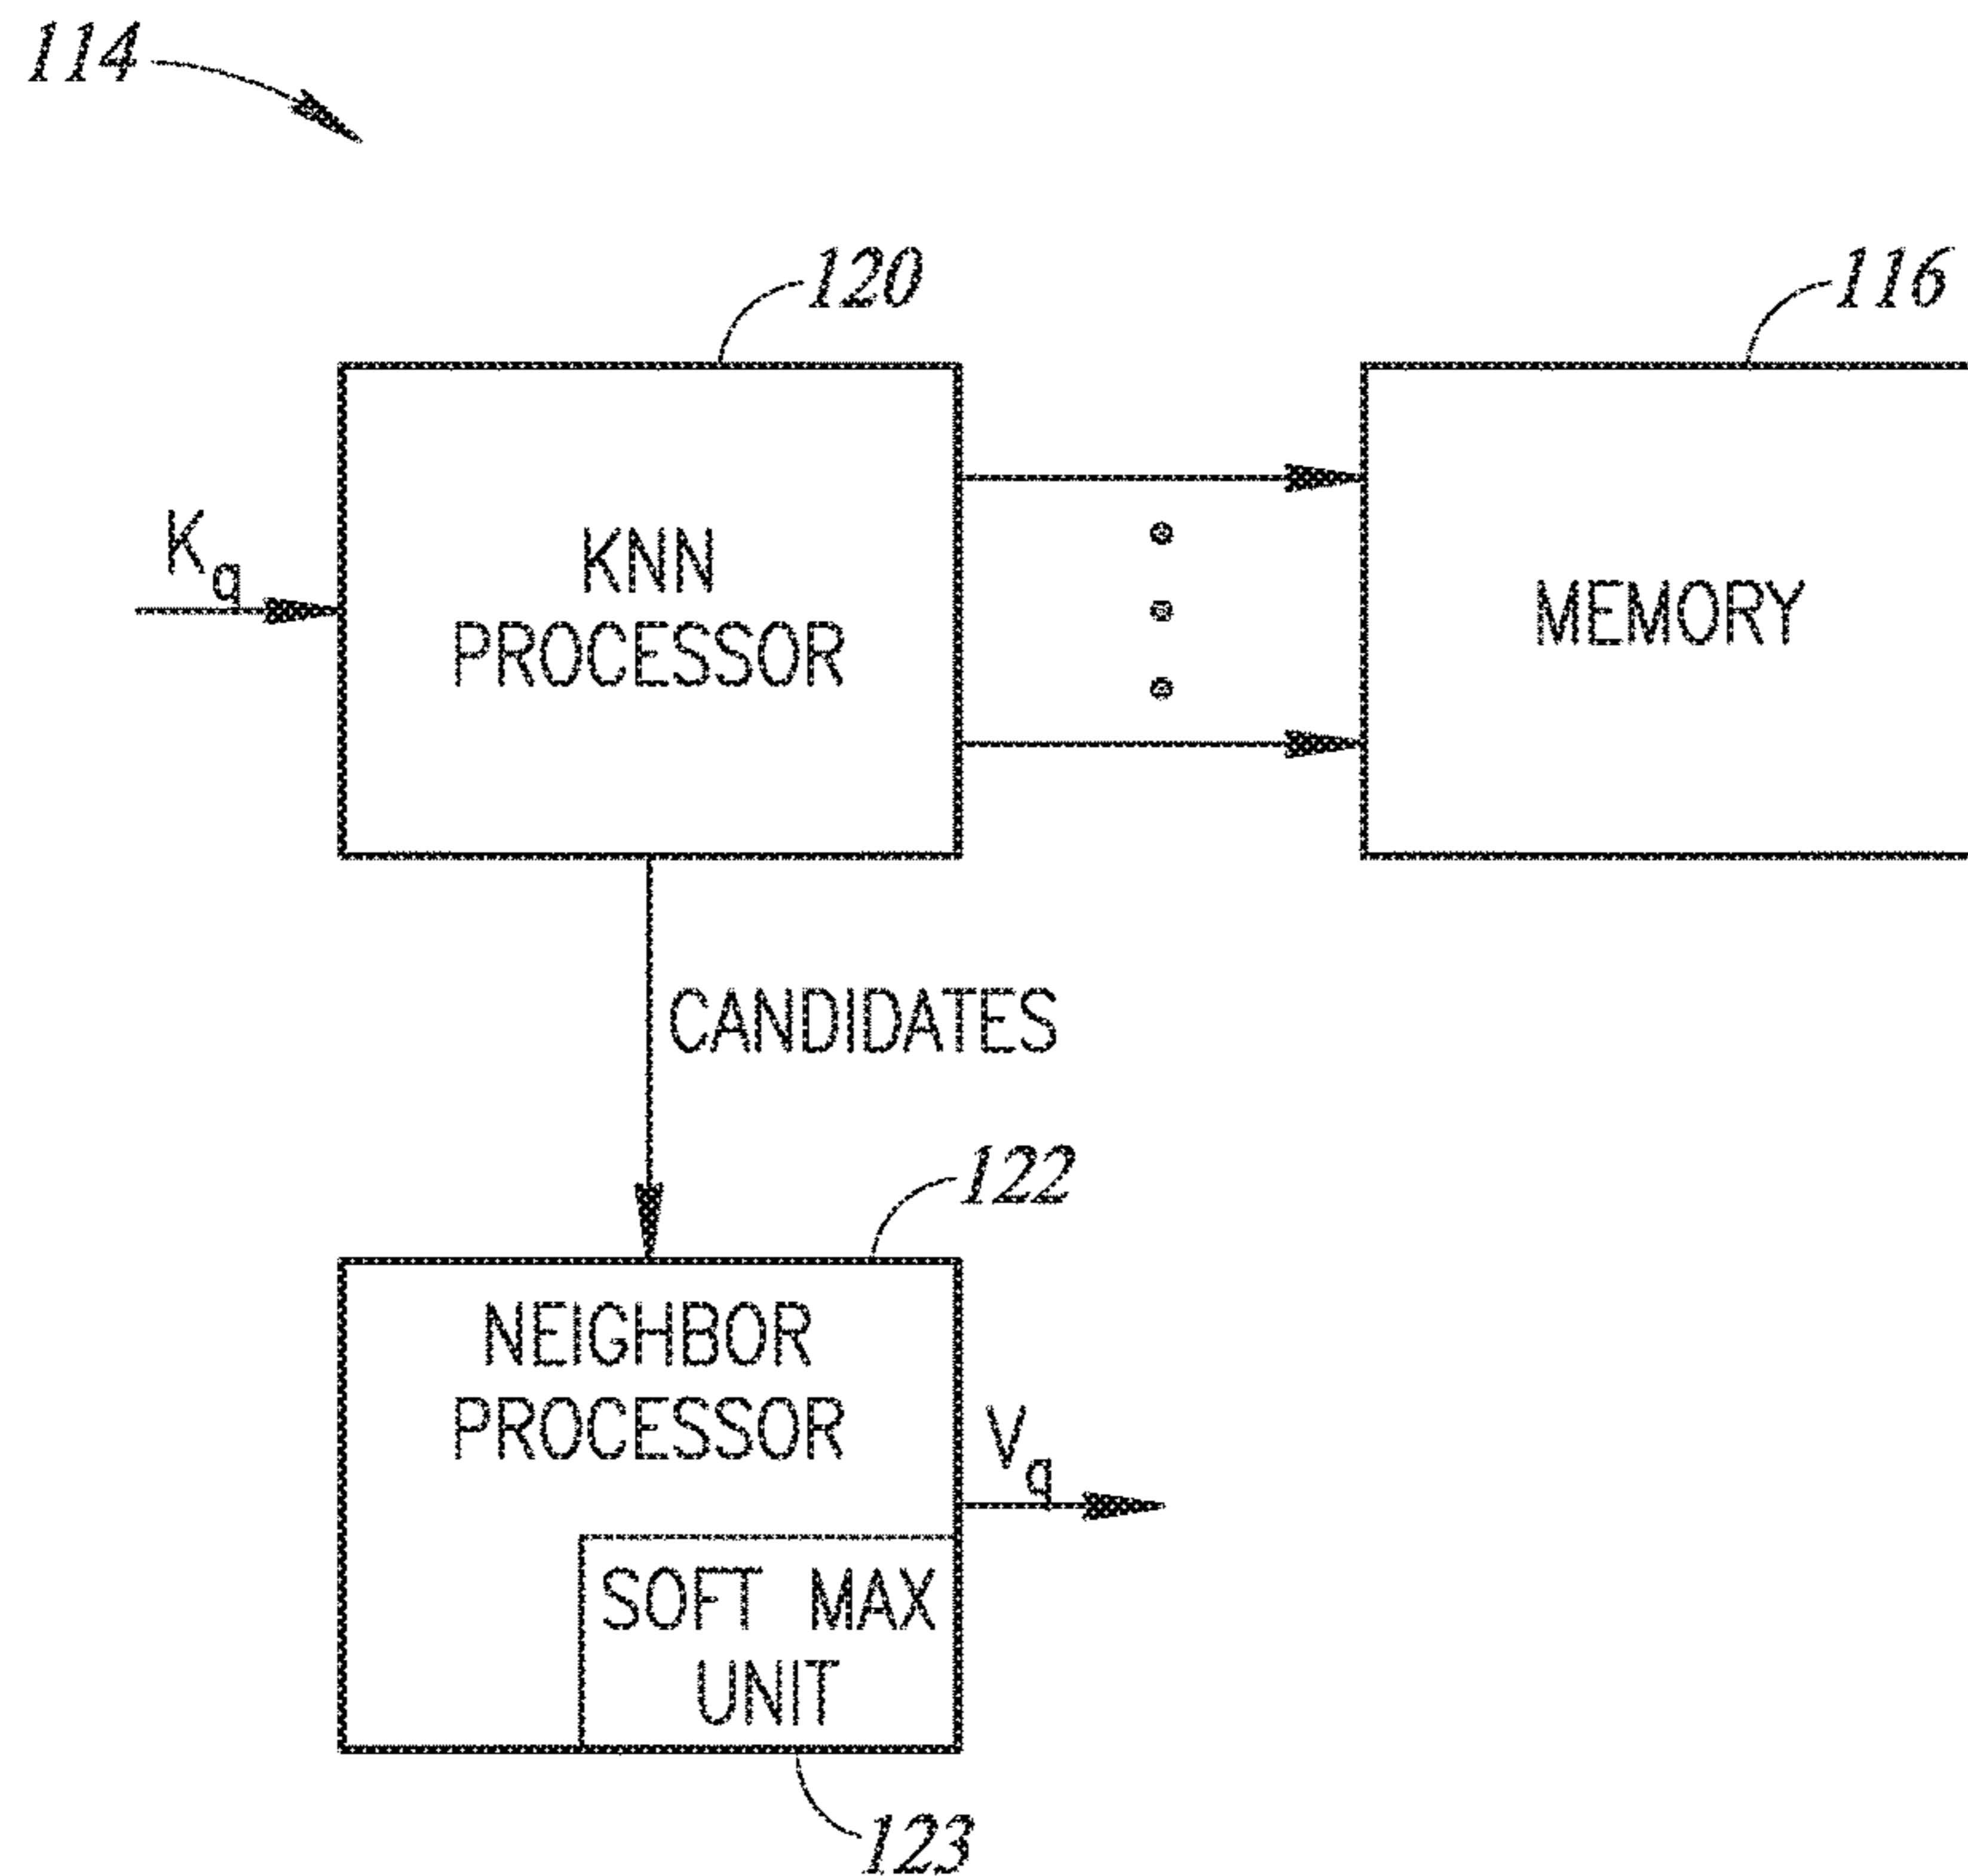 114
120
116
Kq
KNN
PROCESSOR
MEMORY
CANDIDATES
122
NEIGHBOR
PROCESSOR
Vq
SOFT MAX
UNIT
123